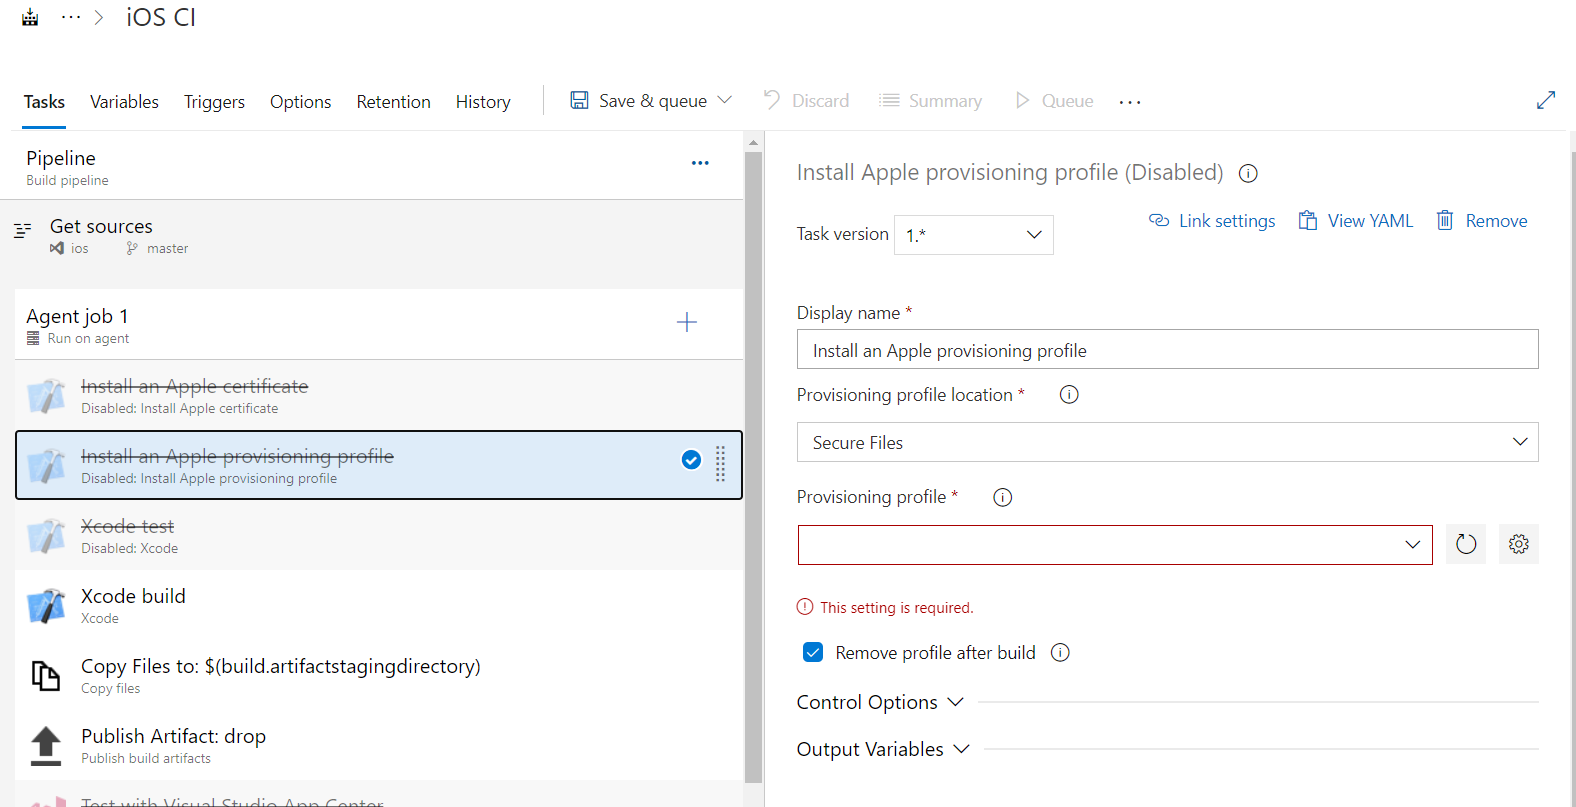 iOS CI
Tasks Variables Triggers Options Retention History Save & queue Discard Summary Queue
Pipeline
Build pipeline
Get sources
ios master
Agent job 1
Run on agent
Install an Apple certificate
Disabled: Install Apple certificate
Install an Apple provisioning profile
Disabled: Install Apple provisioning profile
Xcode test
Disabled: Xcode
Xcode build
Xcode
Copy Files to: $(build.artifactstagingdirectory)
Copy files
Publish Artifact: drop
Publish build artifacts
Test with Visual Studio App Center
Install Apple provisioning profile (Disabled)
Link settings View YAML Remove
Task version 1.*
Display name *
Install an Apple provisioning profile
Provisioning profile location *
Secure Files
Provisioning profile *
This setting is required.
Remove profile after build
Control Options
Output Variables